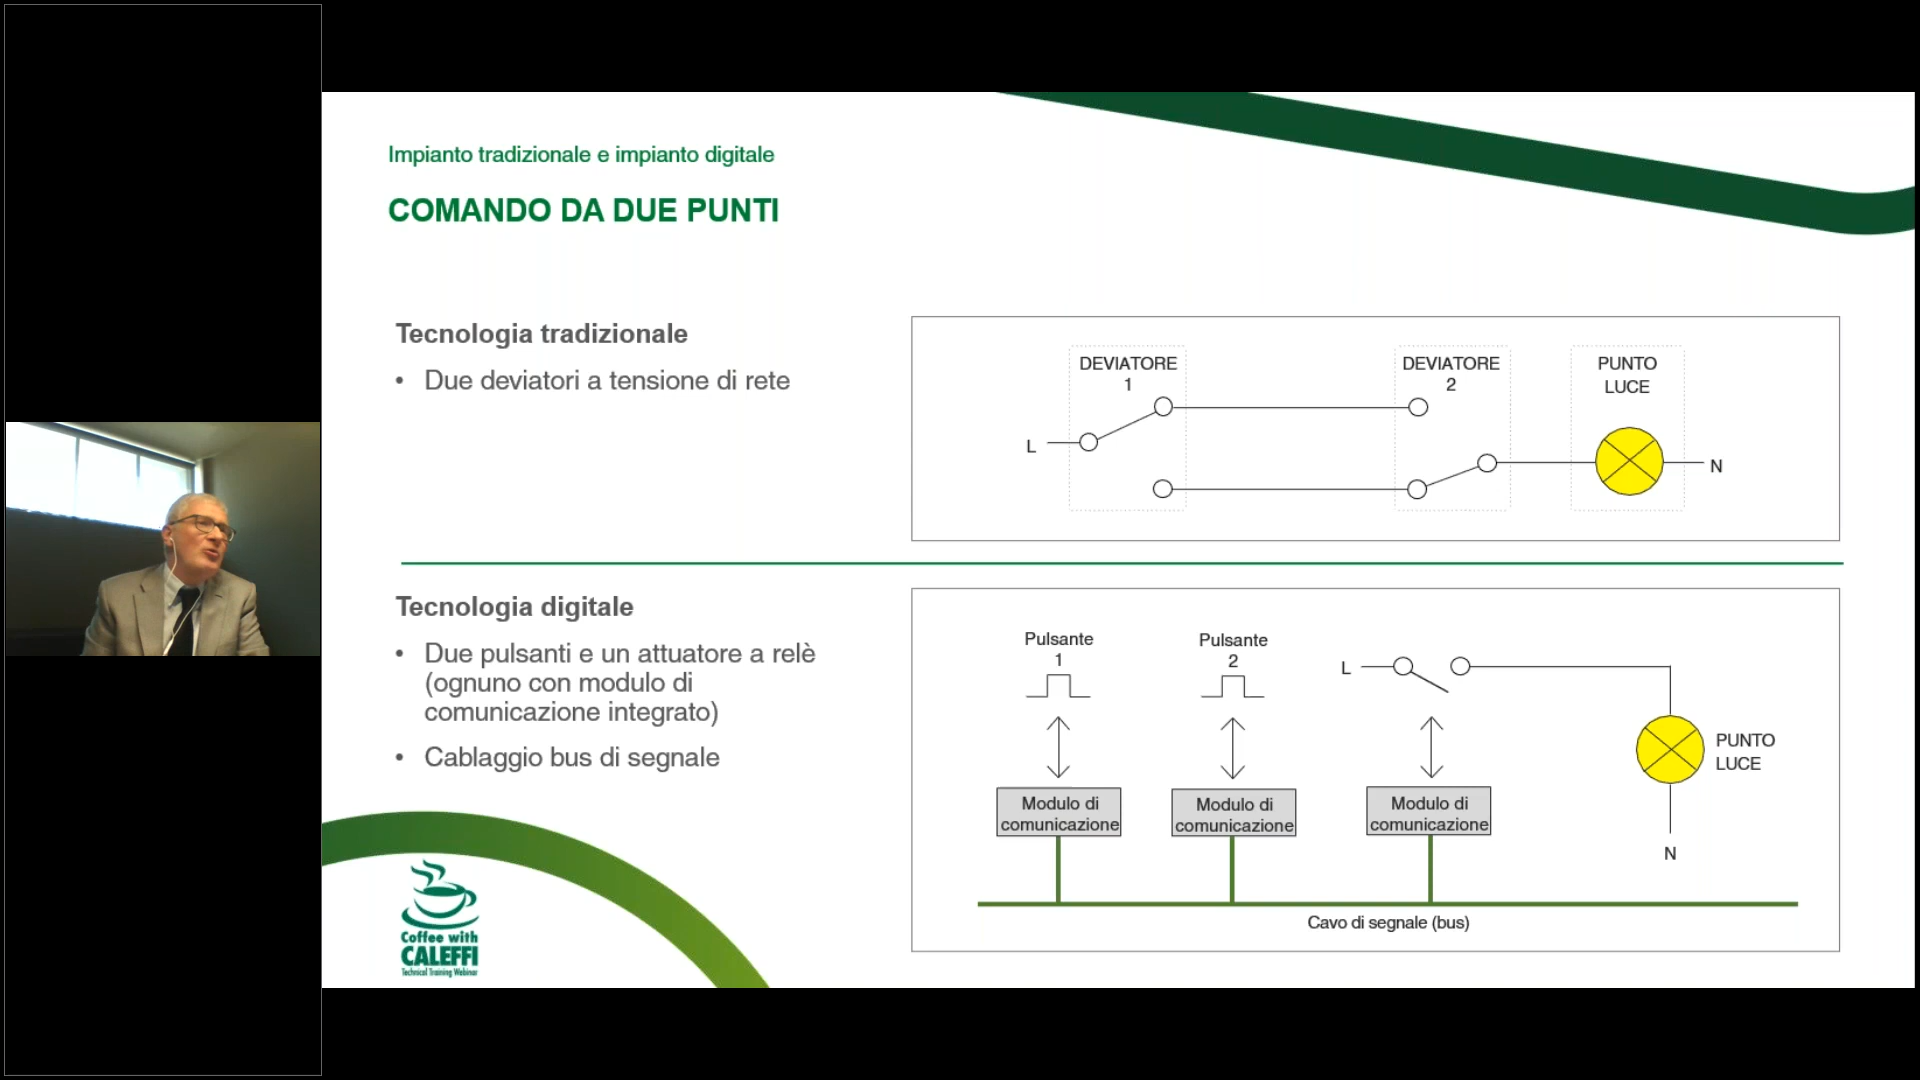 Impianto tradizionale e impianto digitale
COMANDO DA DUE PUNTI
Tecnologia tradizionale
• Due deviatori a tensione di rete
DEVIATORE
1
DEVIATORE
2
PUNTO
LUCE
L
N
Tecnologia digitale
• Due pulsanti e un attuatore a relè
(ognuno con modulo di
comunicazione integrato)
• Cablaggio bus di segnale
Pulsante
1
Pulsante
2
L
PUNTO
LUCE
N
Modulo di
comunicazione
Modulo di
comunicazione
Modulo di
comunicazione
Cavo di segnale (bus)
Coffee with
CALEFFI
Technical Training Webinar